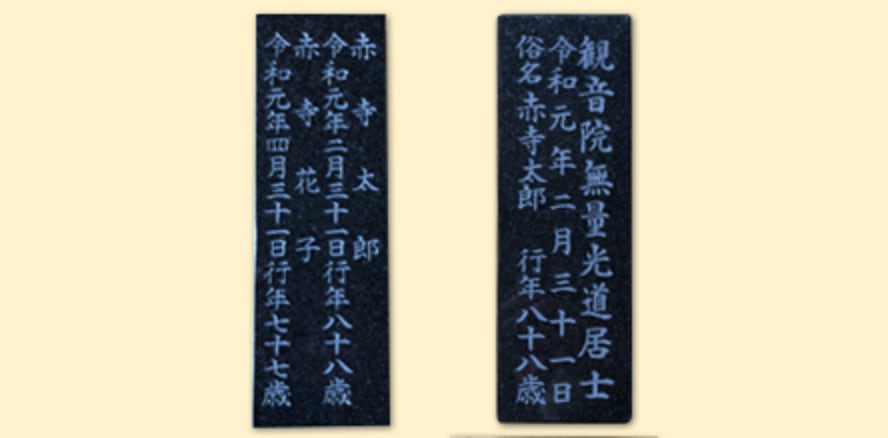 赤寺太郎
令和元年二月三十一日行年八十八歳
赤寺花子
令和元年四月三十一日行年七十七歳
観音院無量光道居士
令和元年二月三十一日
俗名 赤寺太郎 行年八十八歳